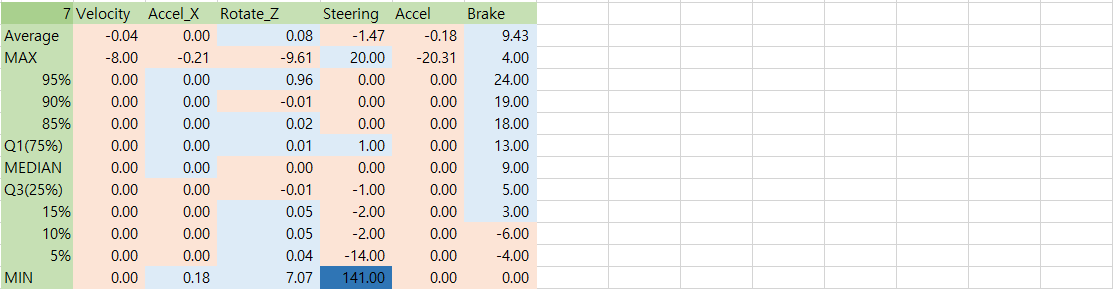 7 Velocity Accel_X Rotate_Z Steering Accel Brake
Average -0.04 0.00 0.08 -1.47 -0.18 9.43
MAX -8.00 -0.21 -9.61 20.00 -20.31 4.00
95% 0.00 0.00 0.96 0.00 0.00 24.00
90% 0.00 0.00 -0.01 0.00 0.00 19.00
85% 0.00 0.00 0.02 0.00 0.00 18.00
Q1(75%) 0.00 0.00 0.01 1.00 0.00 13.00
MEDIAN 0.00 0.00 0.00 0.00 0.00 9.00
Q3(25%) 0.00 0.00 -0.01 -1.00 0.00 5.00
15% 0.00 0.00 0.05 -2.00 0.00 3.00
10% 0.00 0.00 0.05 -2.00 0.00 -6.00
5% 0.00 0.00 0.04 -14.00 0.00 -4.00
MIN 0.00 0.18 7.07 141.00 0.00 0.00